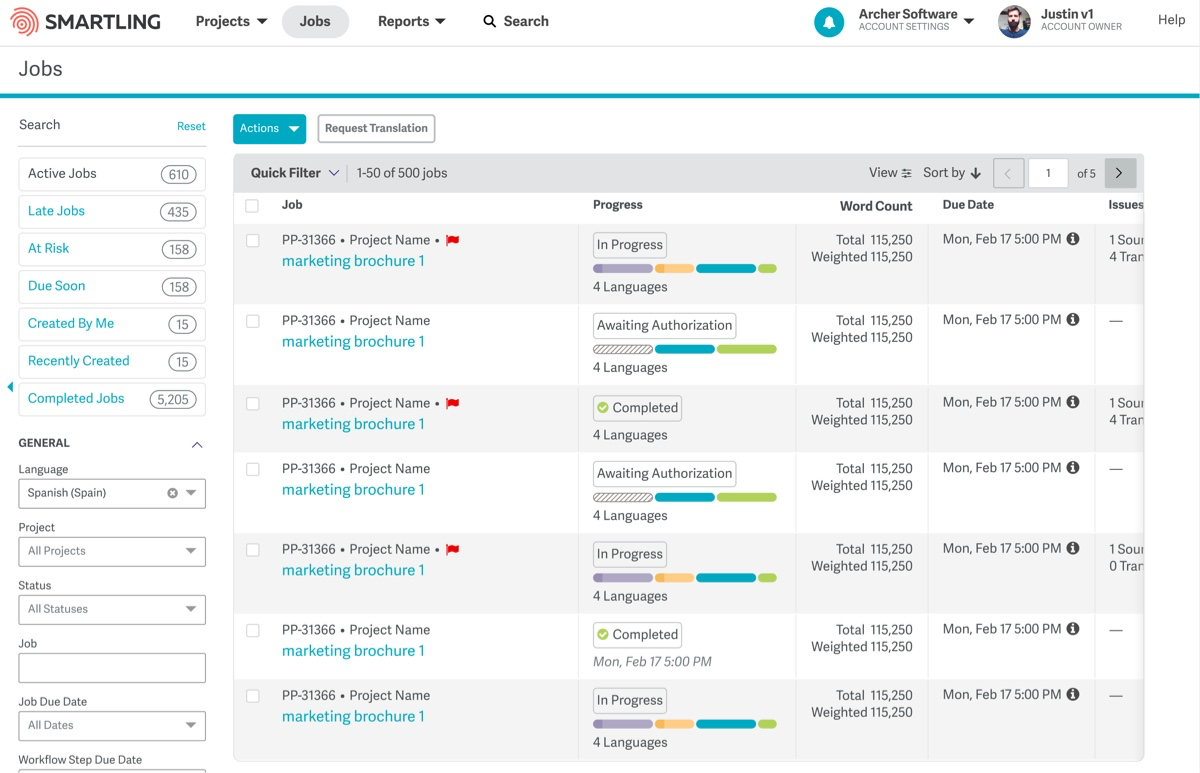 SMARTLING
Projects
Jobs
Reports
Search
Archer Software
ACCOUNT SETTINGS
Justin v1
ACCOUNT OWNER
Help
Jobs
Search
Reset
Active Jobs 610
Late Jobs 435
At Risk 158
Due Soon 158
Created By Me 15
Recently Created 15
Completed Jobs 5,205
GENERAL
Language
Spanish (Spain)
Project
All Projects
Status
All Statuses
Job
Job Due Date
All Dates
Workflow Step Due Date
Actions
Request Translation
Quick Filter
1-50 of 500 jobs
View
Sort by
1
of 5
Job
Progress
Word Count
Due Date
Issues
PP-31366 • Project Name •
marketing brochure 1
In Progress
4 Languages
Total 115,250
Weighted 115,250
Mon, Feb 17 5:00 PM
1 Sour
4 Tran
PP-31366 • Project Name
marketing brochure 1
Awaiting Authorization
4 Languages
Total 115,250
Weighted 115,250
Mon, Feb 17 5:00 PM
—
PP-31366 • Project Name •
marketing brochure 1
Completed
4 Languages
Total 115,250
Weighted 115,250
Mon, Feb 17 5:00 PM
1 Sour
4 Tran
PP-31366 • Project Name
marketing brochure 1
Awaiting Authorization
4 Languages
Total 115,250
Weighted 115,250
Mon, Feb 17 5:00 PM
—
PP-31366 • Project Name •
marketing brochure 1
In Progress
4 Languages
Total 115,250
Weighted 115,250
Mon, Feb 17 5:00 PM
1 Sour
0 Tran
PP-31366 • Project Name
marketing brochure 1
Completed
Mon, Feb 17 5:00 PM
Total 115,250
Weighted 115,250
Mon, Feb 17 5:00 PM
—
PP-31366 • Project Name
marketing brochure 1
In Progress
4 Languages
Total 115,250
Weighted 115,250
Mon, Feb 17 5:00 PM
—